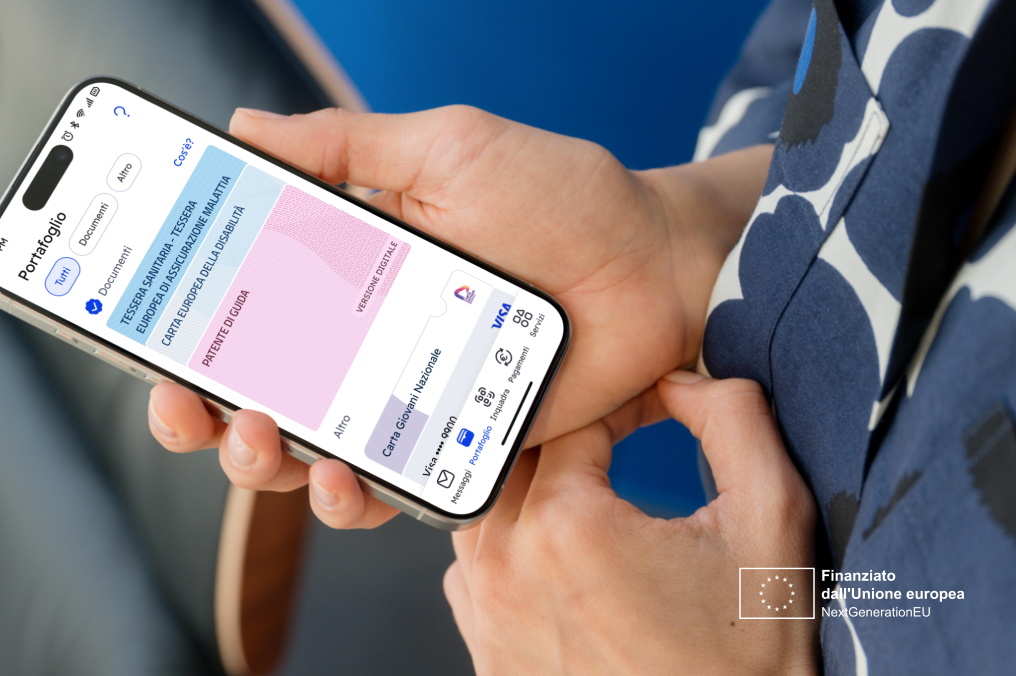 Portafoglio
Tutti
Documenti
Altro
Documenti
Cos'è?
TESSERA SANITARIA - TESSERA
EUROPEA DI ASSICURAZIONE MALATTIA
CARTA EUROPEA DELLA DISABILITÀ
PATENTE DI GUIDA
VERSIONE DIGITALE
Altro
Carta Giovani Nazionale
Visa •••• 9900
VISA
Messaggi
Portafoglio
Inquadra
Pagamenti
Servizi
Finanziato
dall'Unione europea
NextGenerationEU